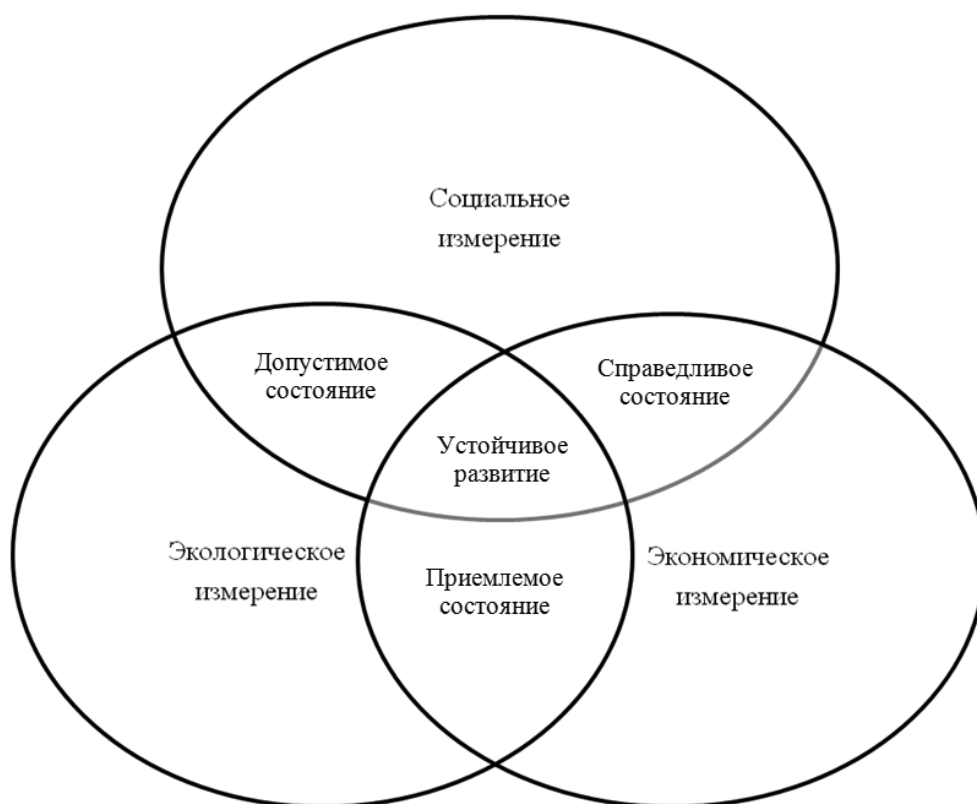 Социальное
измерение
Допустимое
состояние
Справедливое
состояние
Устойчивое
развитие
Экологическое
измерение
Приемлемое
состояние
Экономическое
измерение